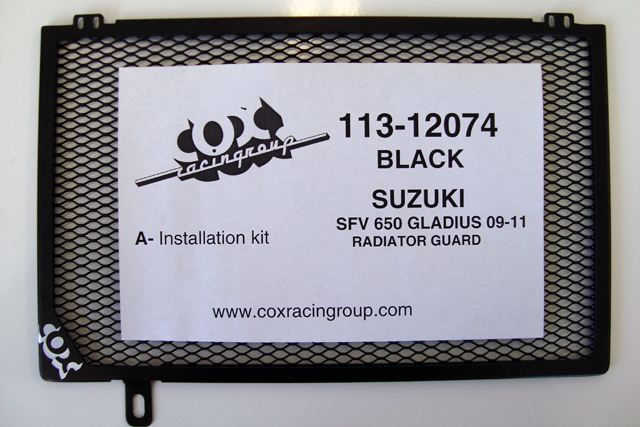 COX
racingroup
113-12074
BLACK
SUZUKI
SFV 650 GLADIUS 09-11
RADIATOR GUARD
A- Installation kit
www.coxracingroup.com
COX